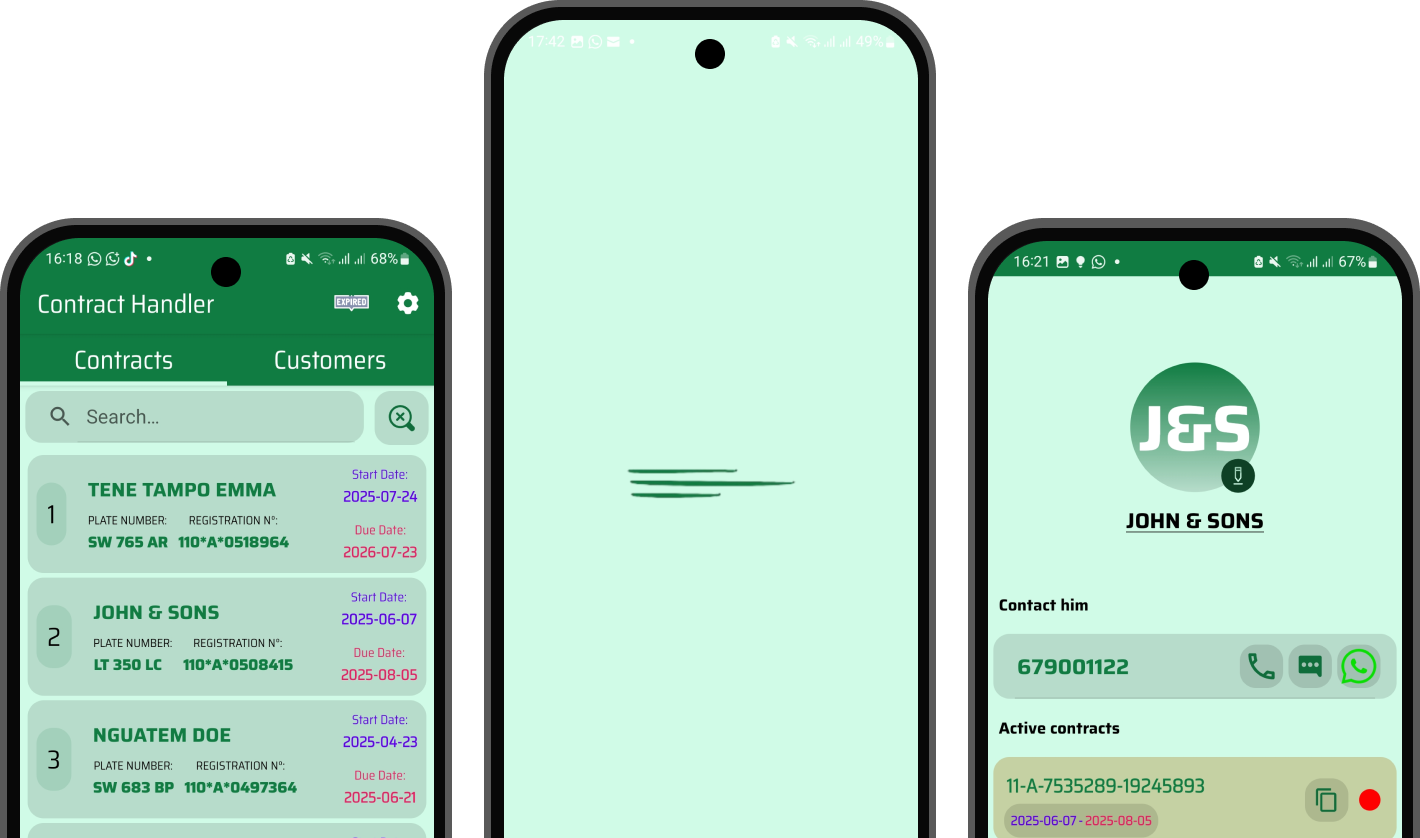 16:18
68%
Contract Handler
EXPIRED
Contracts
Customers
Search...
1
TENE TAMPO EMMA
PLATE NUMBER:
REGISTRATION N°:
SW 765 AR
110*A*0518964
Start Date:
2025-07-24
Due Date:
2026-07-23
2
JOHN & SONS
PLATE NUMBER:
REGISTRATION N°:
LT 350 LC
110*A*0508415
Start Date:
2025-06-07
Due Date:
2025-08-05
3
NGUATEM DOE
PLATE NUMBER:
REGISTRATION N°:
SW 683 BP
110*A*0497364
Start Date:
2025-04-23
Due Date:
2025-06-21
17:42
49%
16:21
67%
J&S
JOHN & SONS
Contact him
679001122
Active contracts
11-A-7535289-19245893
2025-06-07 - 2025-08-05